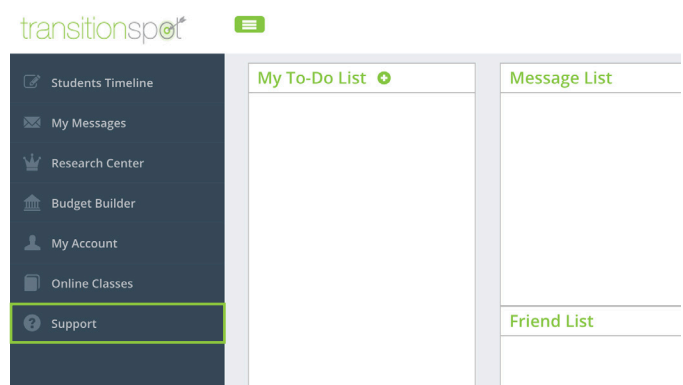 transitionspot
Students Timeline
My Messages
Research Center
Budget Builder
My Account
Online Classes
Support
My To-Do List
Message List
Friend List